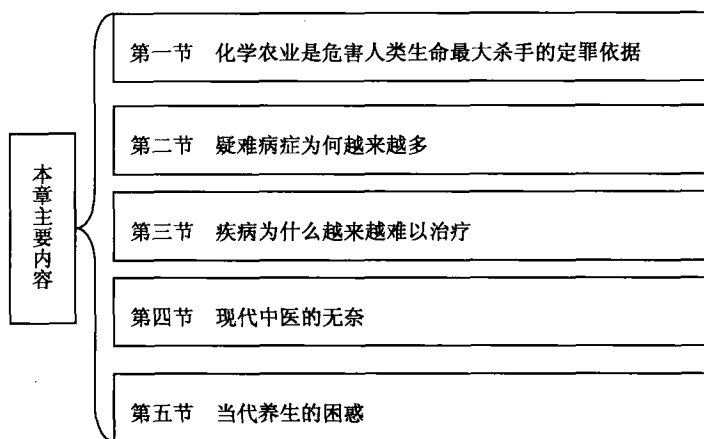 本章主要内容
第一节 化学农业是危害人类生命最大杀手的定罪依据
第二节 疑难病症为何越来越多
第三节 疾病为什么越来越难以治疗
第四节 现代中医的无奈
第五节 当代养生的困惑